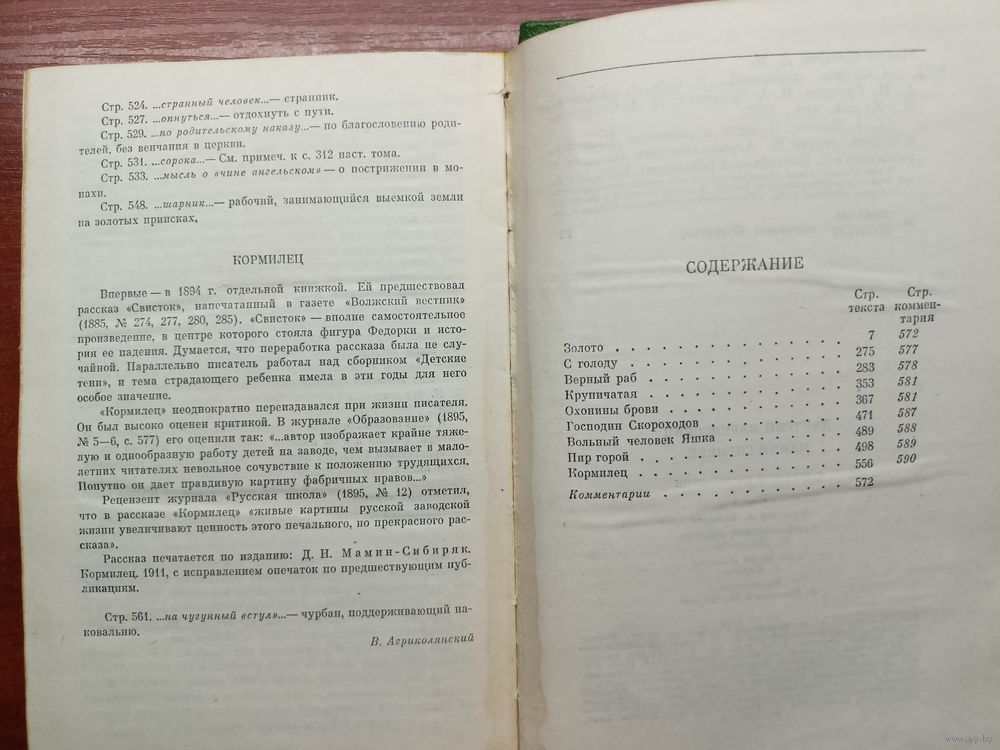 Стр. 524. ...странный человек...— странник.
Стр. 527. ...опнуться...— отдохнуть с пути.
Стр. 529. ...по родительскому наказу...— по благословению роди-
телей, без венчания в церкви.
Стр. 531. ...сорока...— См. примеч. к с. 312 наст. тома.
Стр. 533. ...мысль о «чине ангельском» — о пострижении в мо-
нахи.
Стр. 548. ...шарник...— рабочий, занимающийся выемкой земли
на золотых приисках,
КОРМИЛЕЦ
Впервые — в 1894 г. отдельной книжкой. Ей предшествовал
рассказ «Свисток», напечатанный в газете «Волжский вестник»
(1885, № 274, 277, 280, 285). «Свисток» — вполне самостоятельное
произведение, в центре которого стояла фигура Федорки и исто-
рия ее падения. Думается, что переработка рассказа была не слу-
чайной. Параллельно писатель работал над сборником «Детские
тени», и тема страдающего ребенка имела в эти годы для него
особое значение.
«Кормилец» неоднократно переиздавался при жизни писателя.
Он был высоко оценен критикой. В журнале «Образование» (1895,
№ 5—6, с. 577) его оценили так: «...автор изображает крайне тяже-
лую и однообразную работу детей на заводе, чем вызывает в мало-
летних читателях невольное сочувствие к положению трудящихся.
Попутно он дает правдивую картину фабричных нравов...»
Рецензент журнала «Русская школа» (1895, № 12) отметил,
что в рассказе «Кормилец» «живые картины русской заводской
жизни увеличивают ценность этого печального, но прекрасного рас-
сказа».
Рассказ печатается по изданию: Д. Н. Мамин-Сибиряк.
Кормилец. 1911, с исправлением опечаток по предшествующим пуб-
ликациям.
Стр. 561. ...на чугунный «стул»...— чурбан, поддерживающий на-
ковальню.
В. Агриколянский
СОДЕРЖАНИЕ
Стр. текста Стр. коммен-тария
Золото . . . . . . . . . . 7 572
С голоду . . . . . . . . . . 275 577
Верный раб . . . . . . . . . . 283 578
Крупичатая . . . . . . . . . . 353 581
Охонины брови . . . . . . . . . . 367 581
Господин Скороходов . . . . . . . . 471 587
Вольный человек Яшка . . . . . . . . 489 588
Пир горой . . . . . . . . . . 498 589
Кормилец . . . . . . . . . . 556 590
Комментарии . . . . . . . . . . 572
www.ay.by